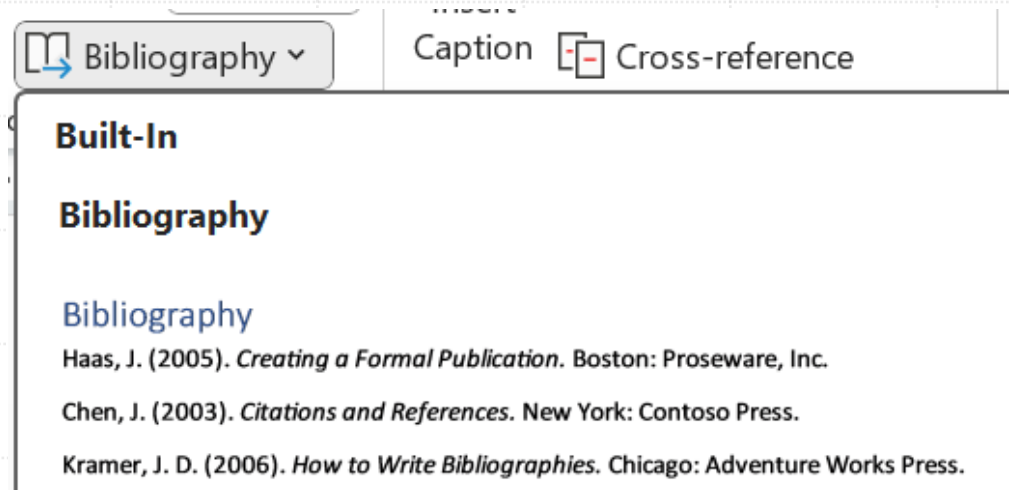 Bibliography
Caption
Cross-reference
Built-In
Bibliography
Bibliography
Haas, J. (2005). Creating a Formal Publication. Boston: Proseware, Inc.
Chen, J. (2003). Citations and References. New York: Contoso Press.
Kramer, J. D. (2006). How to Write Bibliographies. Chicago: Adventure Works Press.